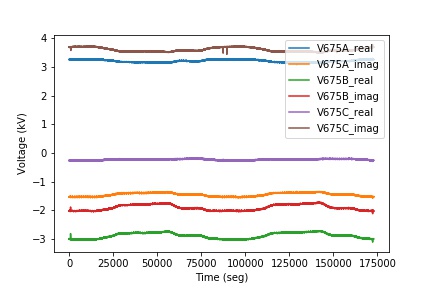 4
3
2
1
0
−1
−2
−3
Voltage (kV)
0 25000 50000 75000 100000 125000 150000 175000
Time (seg)
V675A_real
V675A_imag
V675B_real
V675B_imag
V675C_real
V675C_imag